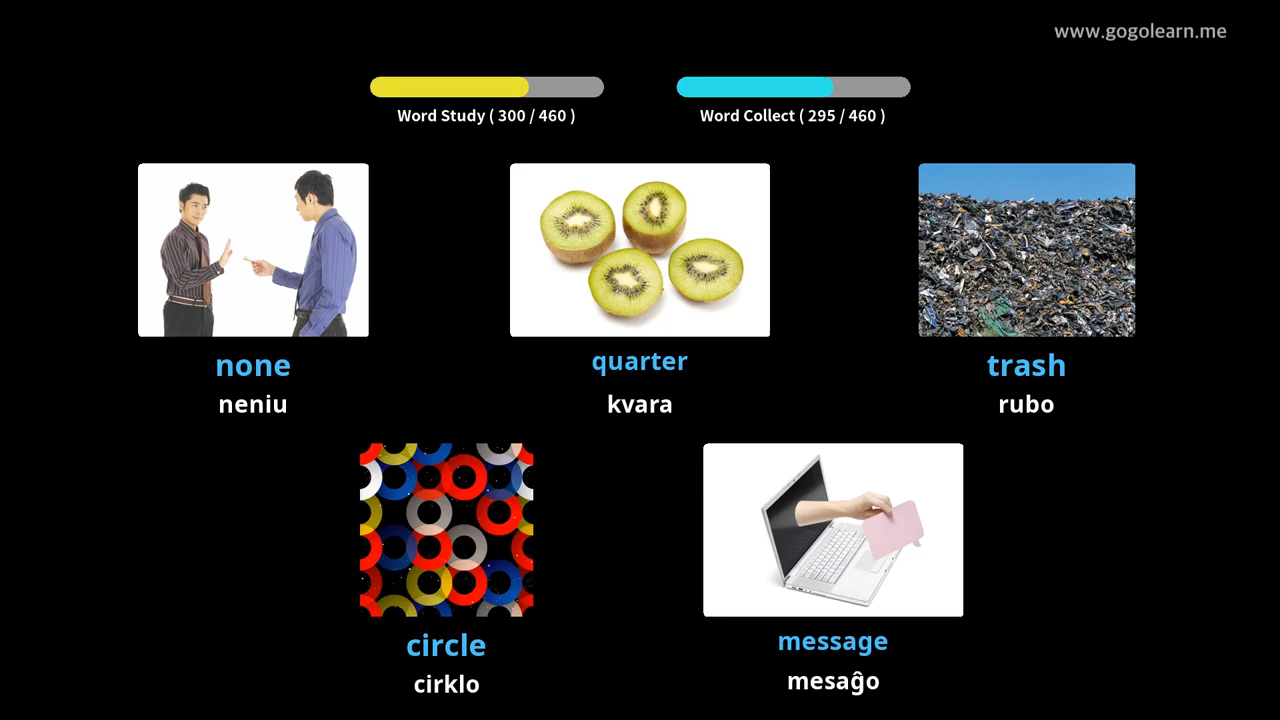 www.gogolearn.me
Word Study ( 300 / 460 )
Word Collect ( 295 / 460 )
none
neniu
quarter
kvara
trash
rubo
circle
cirklo
message
mesaĝo